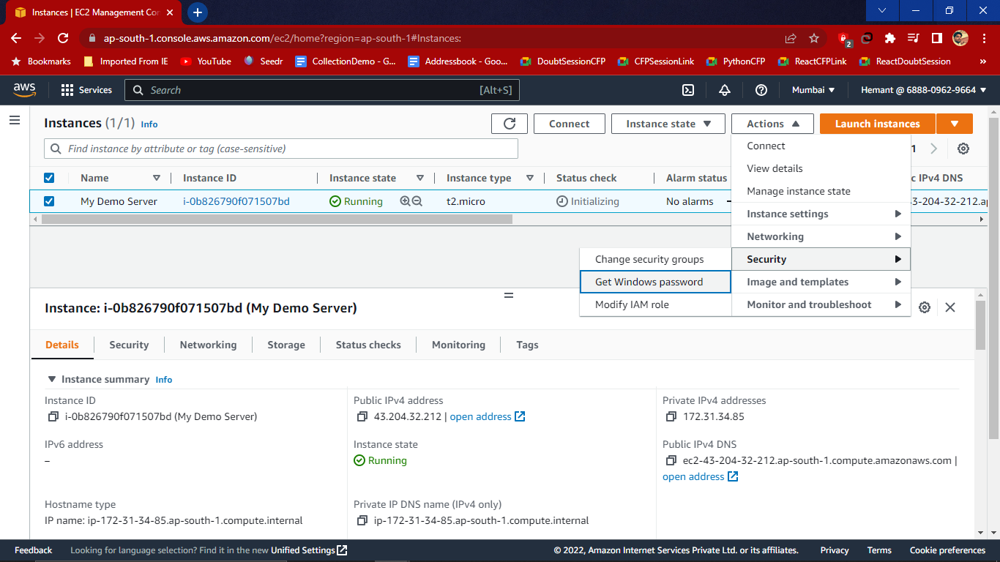 Instances | EC2 Management Con
ap-south-1.console.aws.amazon.com/ec2/home?region=ap-south-1#Instances:
2
Bookmarks Imported From IE YouTube Seedr CollectionDemo - G... Addressbook - Goo... DoubtSessionCFP CFPSessionLink PythonCFP ReactCFPLink ReactDoubtSession »
aws Services Search [Alt+S] Mumbai Hemant @ 6888-0962-9664
Instances (1/1) Info Connect Instance state Actions Launch instances
Find instance by attribute or tag (case-sensitive) 1
Connect
View details
Manage instance state
Instance settings
Networking
Security
Image and templates
Monitor and troubleshoot
Change security groups
Get Windows password
Modify IAM role
Name Instance ID Instance state Instance type Status check Alarm status IPv4 DNS
My Demo Server i-0b826790f071507bd Running t2.micro Initializing No alarms 3-204-32-212.a
Instance: i-0b826790f071507bd (My Demo Server)
Details Security Networking Storage Status checks Monitoring Tags
Instance summary Info
Instance ID
i-0b826790f071507bd (My Demo Server)
Public IPv4 address
43.204.32.212 | open address
Private IPv4 addresses
172.31.34.85
IPv6 address
–
Instance state
Running
Public IPv4 DNS
ec2-43-204-32-212.ap-south-1.compute.amazonaws.com |
open address
Hostname type
IP name: ip-172-31-34-85.ap-south-1.compute.internal
Private IP DNS name (IPv4 only)
ip-172-31-34-85.ap-south-1.compute.internal
Feedback Looking for language selection? Find it in the new Unified Settings © 2022, Amazon Internet Services Private Ltd. or its affiliates. Privacy Terms Cookie preferences